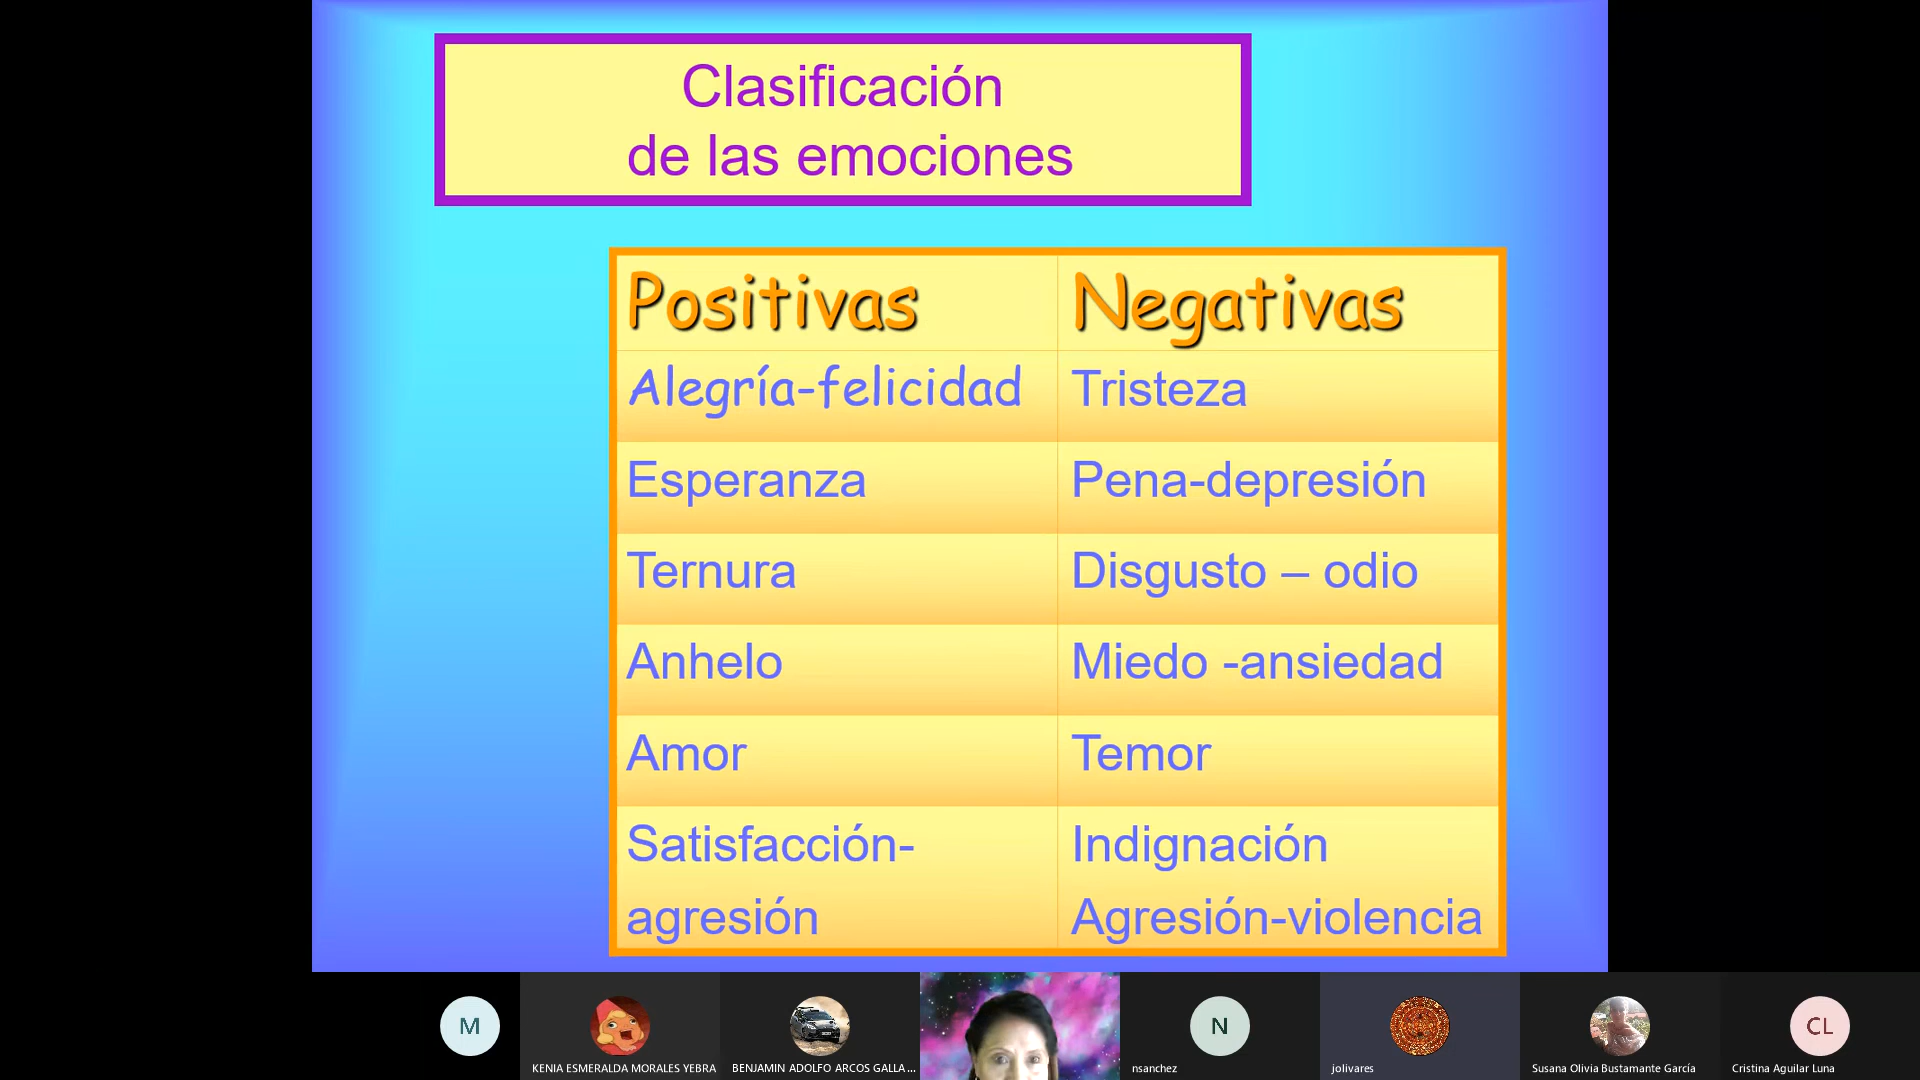 Clasificación
de las emociones
Positivas Negativas
Alegría-felicidad Tristeza
Esperanza Pena-depresión
Ternura Disgusto – odio
Anhelo Miedo -ansiedad
Amor Temor
Satisfacción- Indignación
agresión Agresión-violencia
M N CL
KENIA ESMERALDA MORALES YEBRA BENJAMIN ADOLFO ARCOS GALLA... nsanchez jolivares Susana Olivia Bustamante García Cristina Aguilar Luna